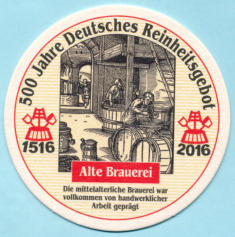 500 Jahre Deutsches Reinheitsgebot
1516
2016
Alte Brauerei
Die mittelalterliche Brauerei war
vollkommen von handwerklicher
Arbeit geprägt